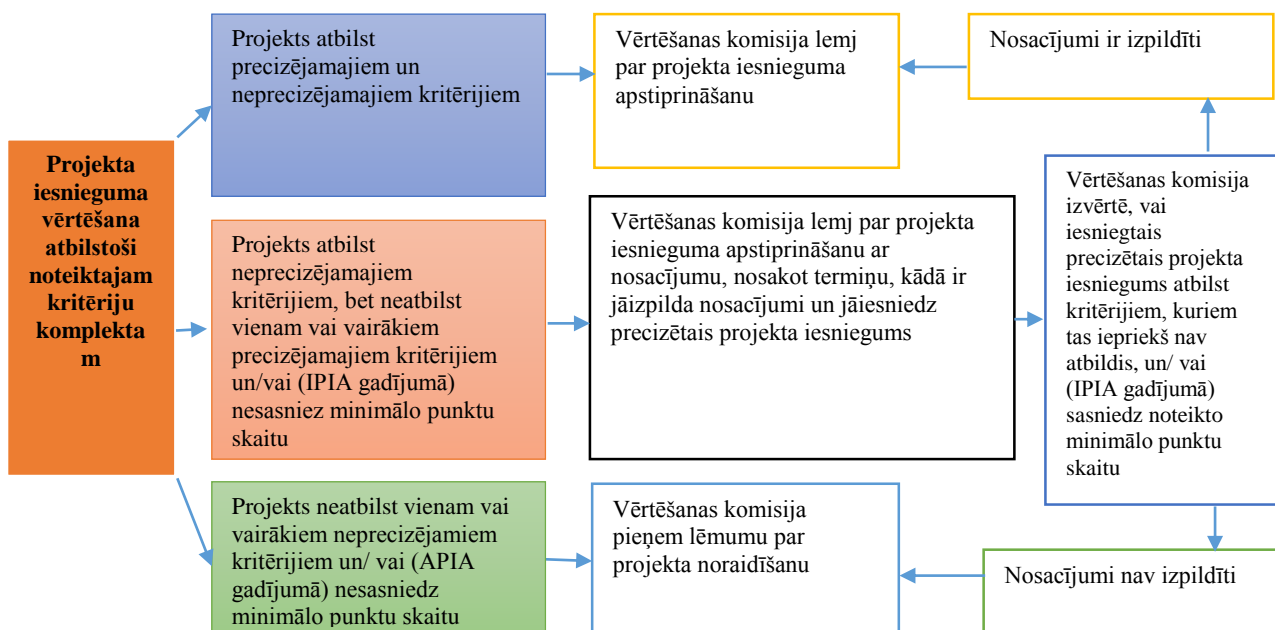 Projekta
iesnieguma
vērtēšana
atbilstoši
noteiktajam
kritēriju
komplekta
m
Projekts atbilst
precizējamajiem un
neprecizējamajiem kritērijiem
Vērtēšanas komisija lemj
par projekta iesnieguma
apstiprināšanu
Nosacījumi ir izpildīti
Projekts atbilst
neprecizējamajiem
kritērijiem, bet neatbilst
vienam vai vairākiem
precizējamajiem kritērijiem
un/vai (IPIA gadījumā)
nesasniez minimālo punktu
skaitu
Vērtēšanas komisija lemj par projekta
iesnieguma apstiprināšanu ar
nosacījumu, nosakot termiņu, kādā ir
jāizpilda nosacījumi un jāiesniedz
precizētais projekta iesniegums
Vērtēšanas komisija
izvērtē, vai
iesniegtais
precizētais projekta
iesniegums atbilst
kritērijiem, kuriem
tas iepriekš nav
atbildis, un/ vai
(IPIA gadījumā)
sasniedz noteikto
minimālo punktu
skaitu
Projekts neatbilst vienam vai
vairākiem neprecizējamiem
kritērijiem un/ vai (APIA
gadījumā) nesasniedz
minimālo punktu skaitu
Vērtēšanas komisija
pieņem lēmumu par
projekta noraidīšanu
Nosacījumi nav izpildīti